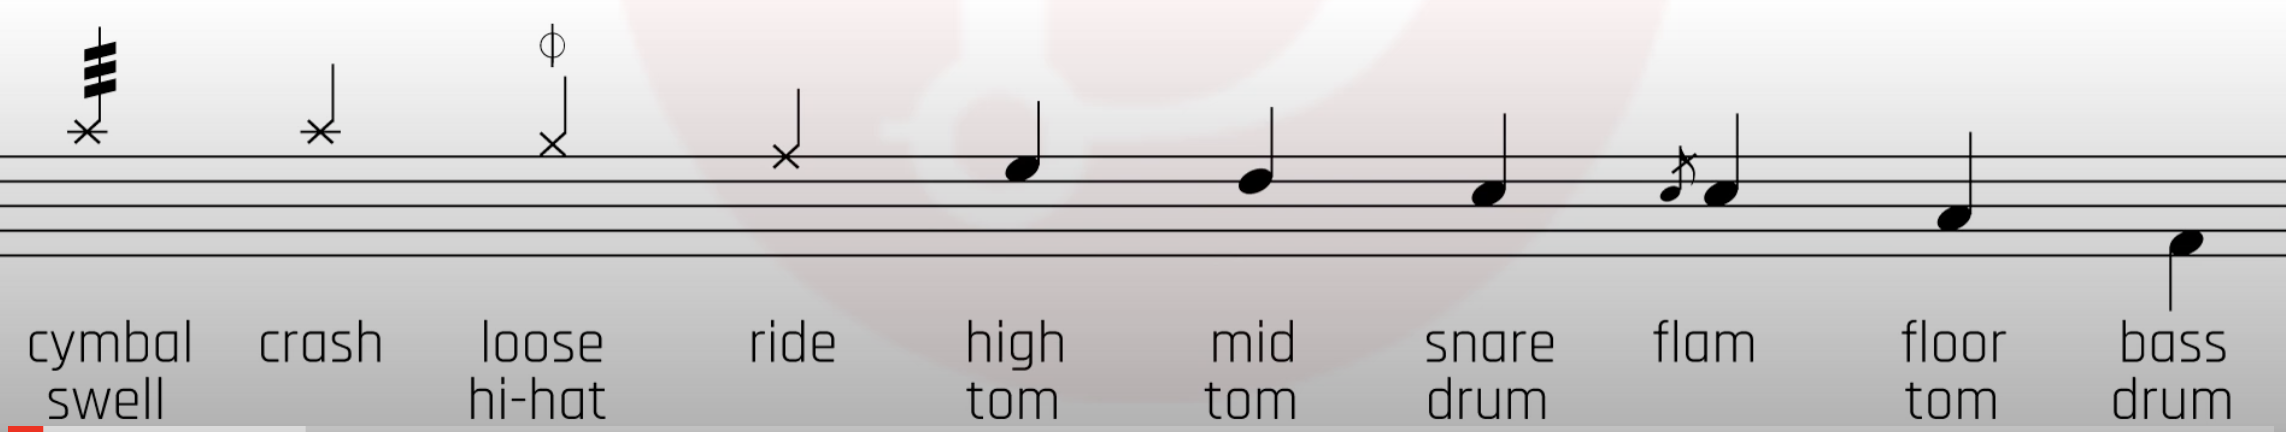 cymbal crash loose ride high mid snare flam floor bass
swell hi-hat tom tom drum tom drum